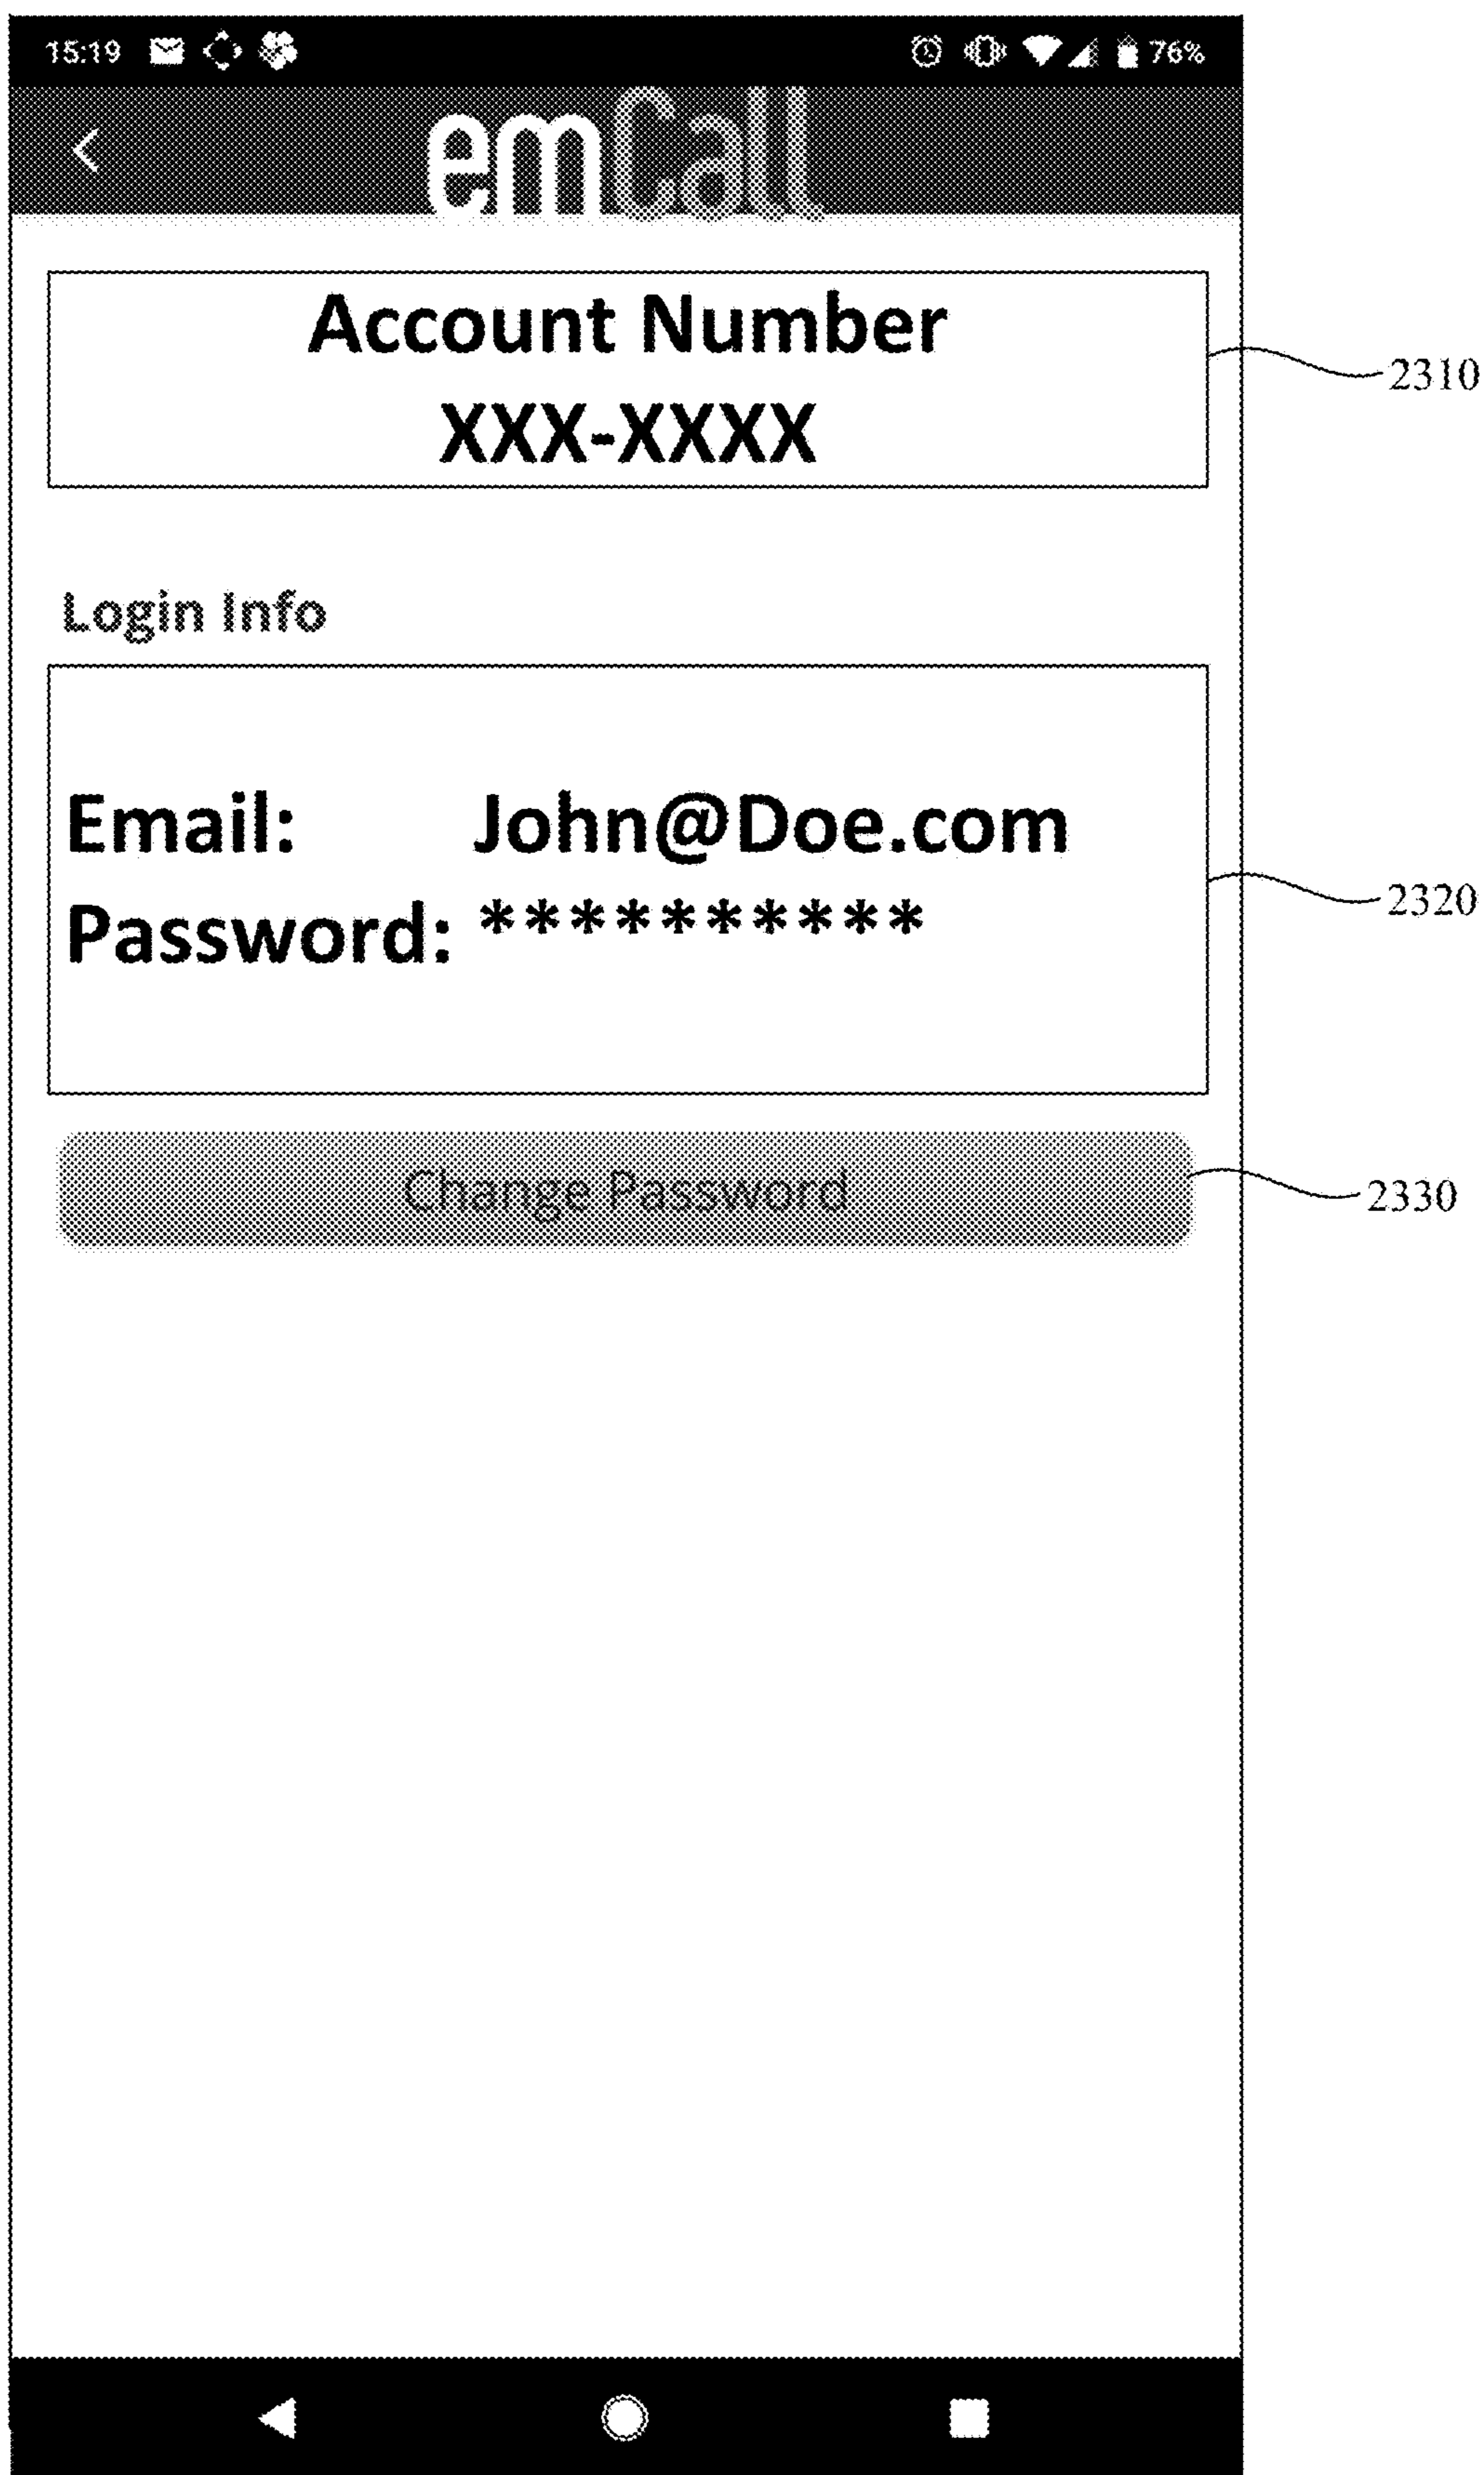 15:19 76%
emCall
Account Number
XXX-XXXX
2310
Login Info
Email: John@Doe.com
Password: **********
2320
Change Password
2330